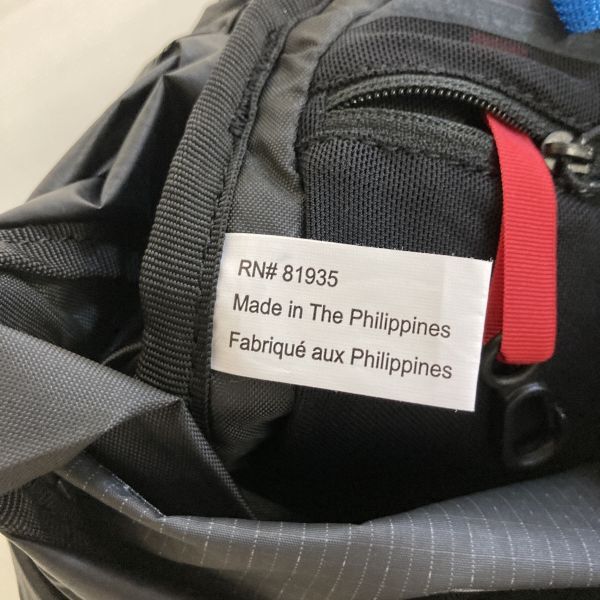 RN# 81935
Made in The Philippines
Fabriqué aux Philippines